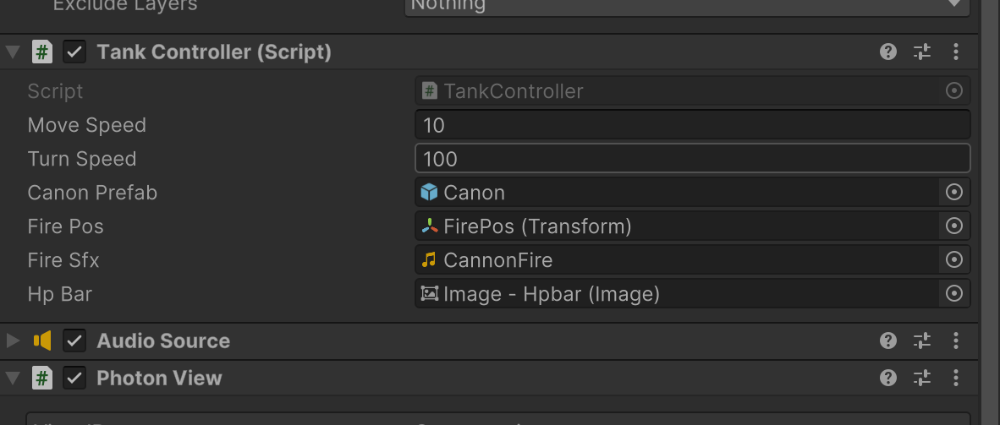 Exclude Layers Nothing
Tank Controller (Script)
Script TankController
Move Speed 10
Turn Speed 100
Canon Prefab Canon
Fire Pos FirePos (Transform)
Fire Sfx CannonFire
Hp Bar Image - Hpbar (Image)
Audio Source
Photon View